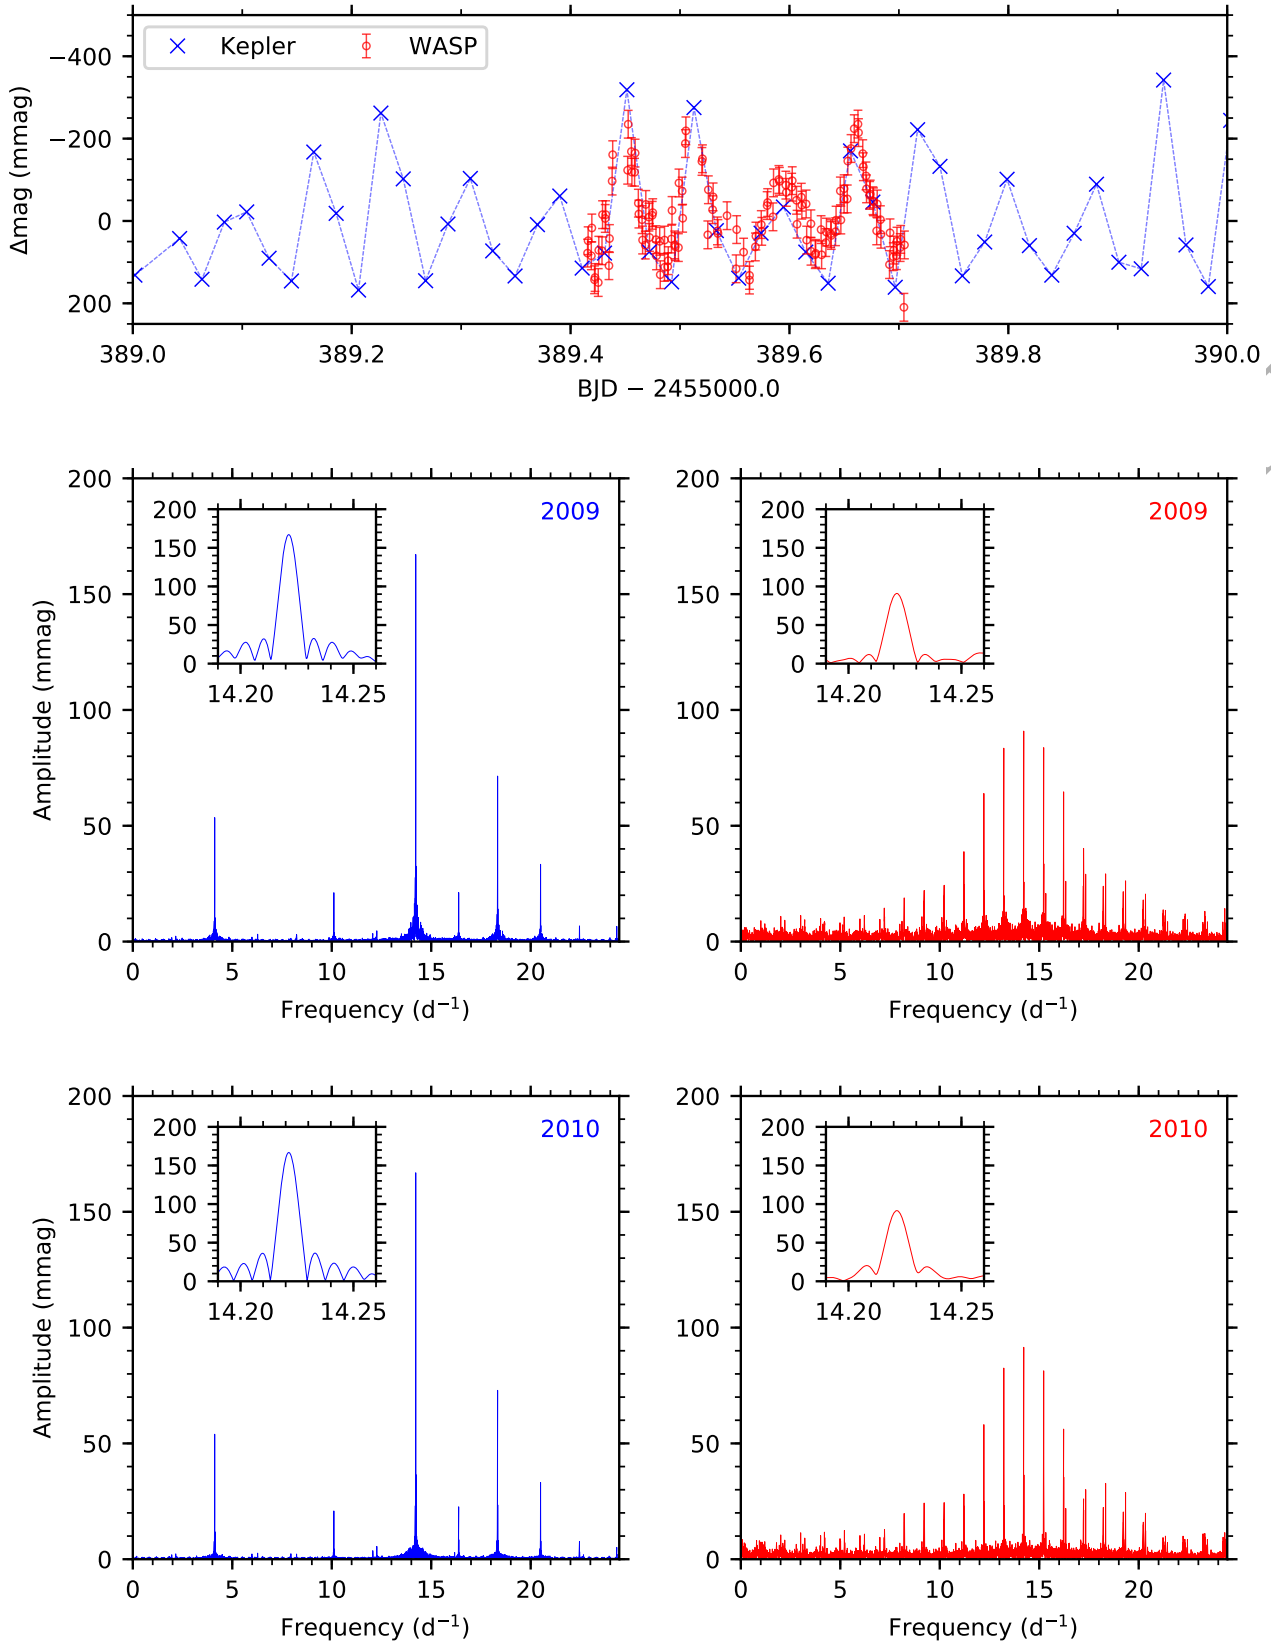 Kepler WASP
−400
−200
0
200
Δmag (mmag)
389.0 389.2 389.4 389.6 389.8 390.0
BJD − 2455000.0
200 150 100 50 0
Amplitude (mmag)
2009
200 150 100 50 0
14.20 14.25
0 5 10 15 20
Frequency (d⁻¹)
200 150 100 50 0
2009
200 150 100 50 0
14.20 14.25
0 5 10 15 20
Frequency (d⁻¹)
200 150 100 50 0
Amplitude (mmag)
2010
200 150 100 50 0
14.20 14.25
0 5 10 15 20
Frequency (d⁻¹)
200 150 100 50 0
2010
200 150 100 50 0
14.20 14.25
0 5 10 15 20
Frequency (d⁻¹)